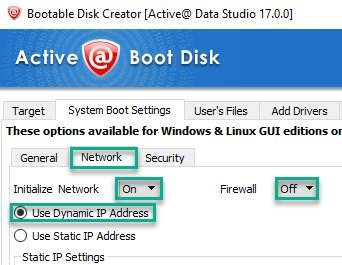 Bootable Disk Creator [Active@ Data Studio 17.0.0]
Active@ Boot Disk
Target System Boot Settings User's Files Add Drivers
These options available for Windows & Linux GUI editions
General Network Security
Initialize Network On Firewall Off
Use Dynamic IP Address
Use Static IP Address
Static IP Settings